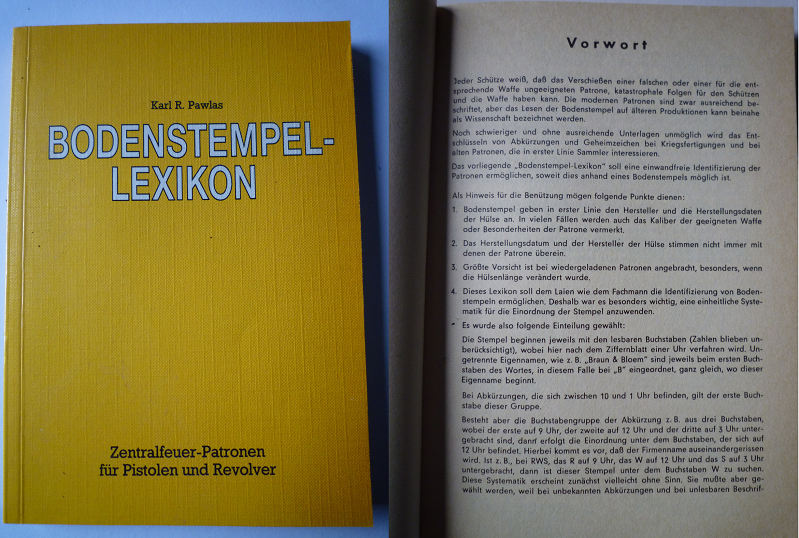 Karl R. Pawlas
BODENSTEMPEL-
LEXIKON
Zentralfeuer-Patronen
für Pistolen und Revolver
Vorwort
Jeder Schütze weiß, daß das Verschießen einer falschen oder einer für die ent-
sprechende Waffe ungeeigneten Patrone, katastrophale Folgen für den Schützen
und die Waffe haben kann. Die modernen Patronen sind zwar ausreichend be-
schriftet, aber das Lesen der Bodenstempel auf älteren Produktionen kann beinahe
als Wissenschaft bezeichnet werden.
Noch schwieriger und ohne ausreichende Unterlagen unmöglich wird das Ent-
schlüsseln von Abkürzungen und Geheimzeichen bei Kriegsfertigungen und bei
alten Patronen, die in erster Linie Sammler interessieren.
Das vorliegende „Bodenstempel-Lexikon" soll eine einwandfreie Identifizierung der
Patronen ermöglichen, soweit dies anhand eines Bodenstempels möglich ist.
Als Hinweis für die Benützung mögen folgende Punkte dienen:
1. Bodenstempel geben in erster Linie den Hersteller und die Herstellungsdaten
der Hülse an. In vielen Fällen werden auch das Kaliber der geeigneten Waffe
oder Besonderheiten der Patrone vermerkt.
2. Das Herstellungsdatum und der Hersteller der Hülse stimmen nicht immer mit
denen der Patrone überein.
3. Größte Vorsicht ist bei wiedergeladenen Patronen angebracht, besonders, wenn
die Hülsenlänge verändert wurde.
4. Dieses Lexikon soll dem Laien wie dem Fachmann die Identifizierung von Boden-
stempeln ermöglichen. Deshalb war es besonders wichtig, eine einheitliche Syste-
matik für die Einordnung der Stempel anzuwenden.
Es wurde also folgende Einteilung gewählt:
Die Stempel beginnen jeweils mit den lesbaren Buchstaben (Zahlen blieben un-
berücksichtigt), wobei hier nach dem Ziffernblatt einer Uhr verfahren wird. Un-
getrennte Eigennamen, wie z. B. „Braun & Bloem" sind jeweils beim ersten Buch-
staben des Wortes, in diesem Falle bei „B" eingeordnet, ganz gleich, wo dieser
Eigenname beginnt.
Bei Abkürzungen, die sich zwischen 10 und 1 Uhr befinden, gilt der erste Buch-
stabe dieser Gruppe.
Besteht aber die Buchstabengruppe der Abkürzung z. B. aus drei Buchstaben,
wobei der erste auf 9 Uhr, der zweite auf 12 Uhr und der dritte auf 3 Uhr unter-
gebracht sind, dann erfolgt die Einordnung unter dem Buchstaben, der sich auf
12 Uhr befindet. Hierbei kommt es vor, daß der Firmenname auseinandergerissen
wird. Ist z. B., bei RWS, das R auf 9 Uhr, das W auf 12 Uhr und das S auf 3 Uhr
untergebracht, dann ist dieser Stempel unter dem Buchstaben W zu suchen.
Diese Systematik erscheint zunächst vielleicht ohne Sinn. Sie mußte aber ge-
wählt werden, weil bei unbekannten Abkürzungen und bei unlesbaren Beschrif-